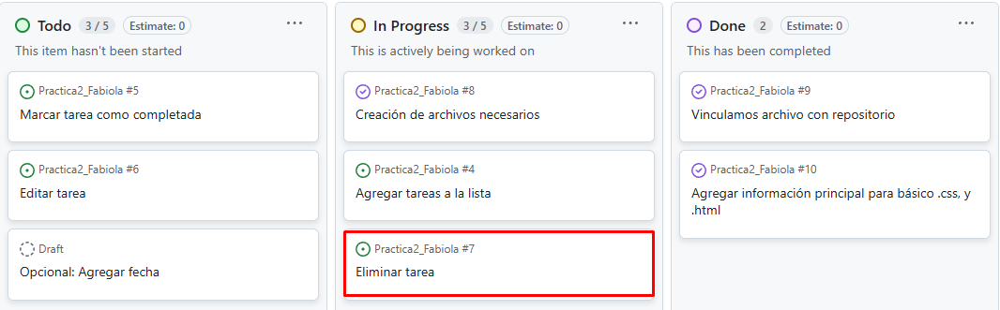 Todo 3 / 5 Estimate: 0
This item hasn't been started
Practica2_Fabiola #5
Marcar tarea como completada
Practica2_Fabiola #6
Editar tarea
Draft
Opcional: Agregar fecha
In Progress 3 / 5 Estimate: 0
This is actively being worked on
Practica2_Fabiola #8
Creación de archivos necesarios
Practica2_Fabiola #4
Agregar tareas a la lista
Practica2_Fabiola #7
Eliminar tarea
Done 2 Estimate: 0
This has been completed
Practica2_Fabiola #9
Vinculamos archivo con repositorio
Practica2_Fabiola #10
Agregar información principal para básico .css, y
.html